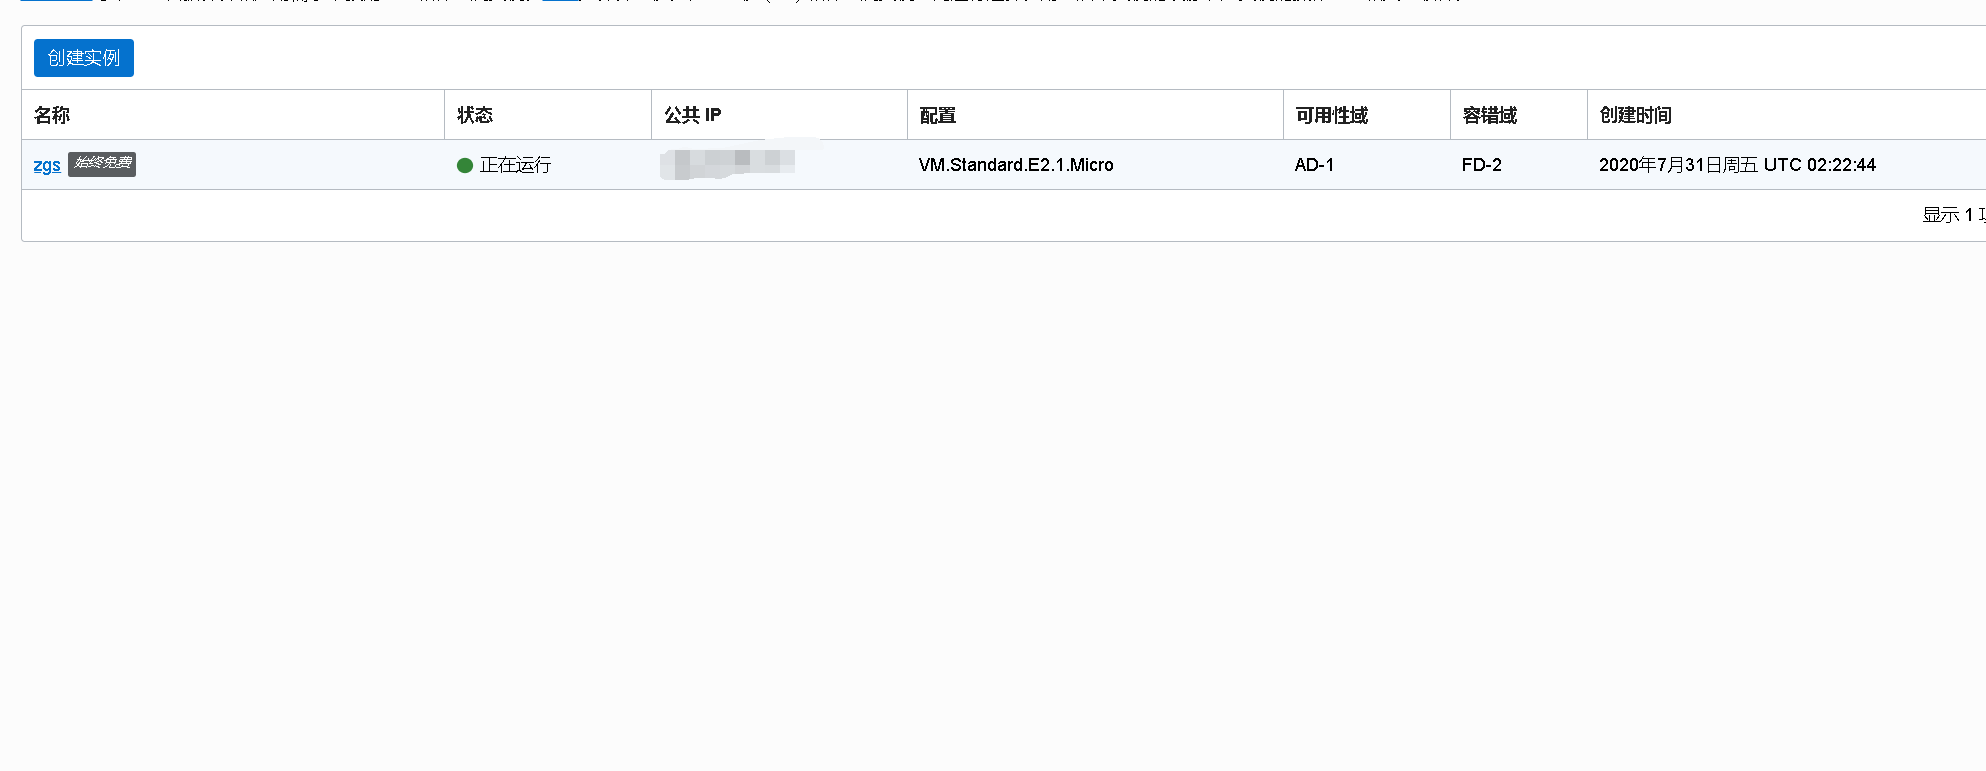 创建实例
名称 状态 公共 IP 配置 可用性域 容错域 创建时间
zgs 始终免费 正在运行 VM.Standard.E2.1.Micro AD-1 FD-2 2020年7月31日周五 UTC 02:22:44
显示 1